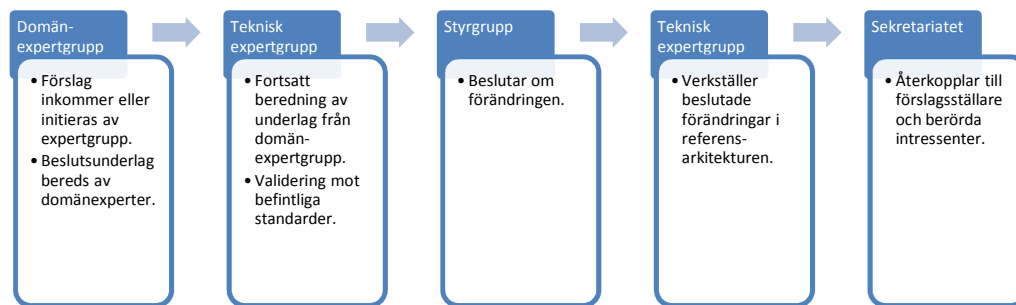 Domän-
expertgrupp
• Förslag
inkommer eller
initieras av
expertgrupp.
• Beslutsunderlag
bereds av
domänexperter.
Teknisk
expertgrupp
• Fortsatt
beredning av
underlag från
domän-
expertgrupp.
• Validering mot
befintliga
standarder.
Styrgrupp
• Beslutar om
förändringen.
Teknisk
expertgrupp
• Verkställer
beslutade
förändringar i
referens-
arkitekturen.
Sekretariatet
• Återkopplar till
förslagsställare
och berörda
intressenter.